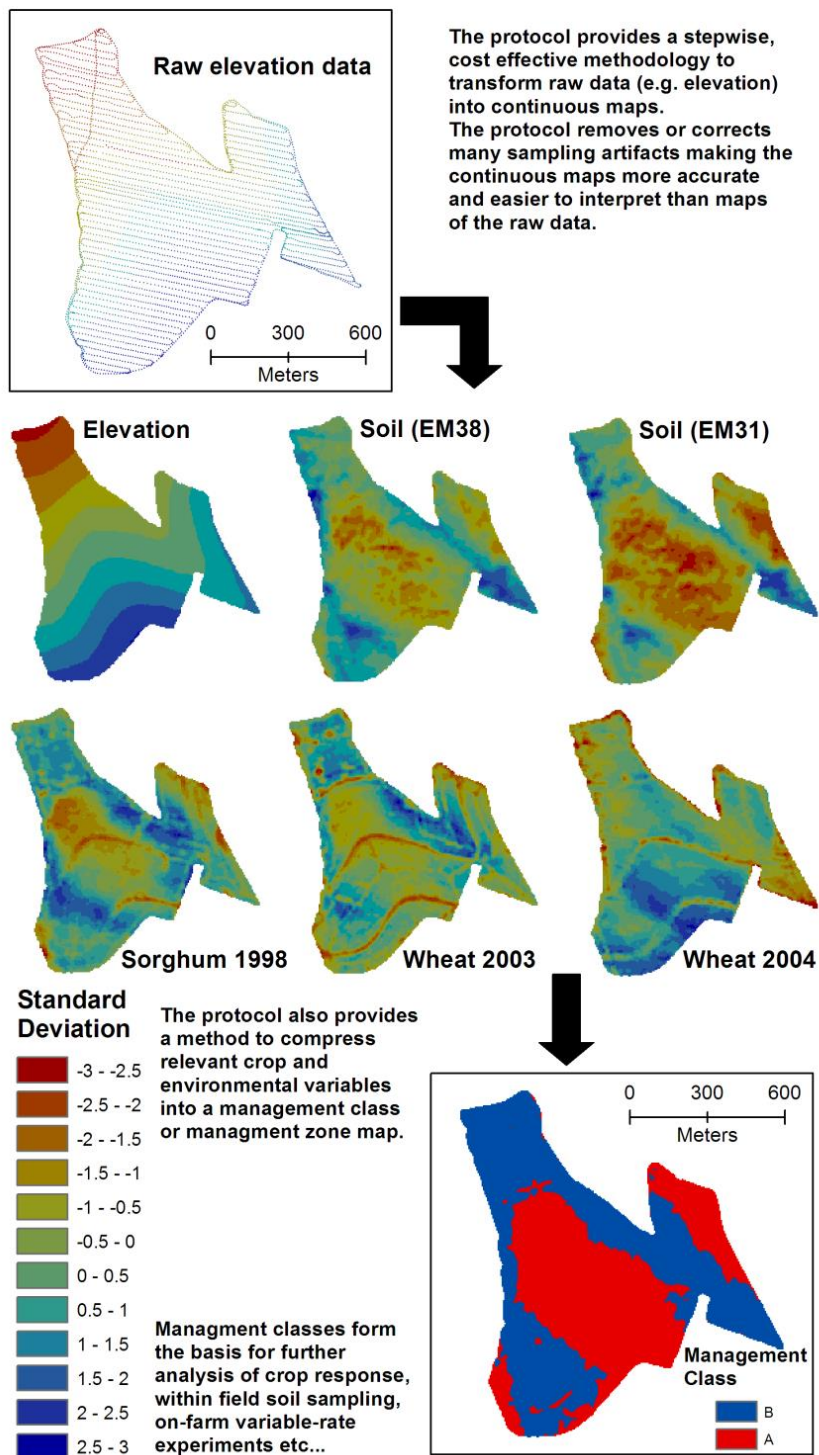 Raw elevation data
The protocol provides a stepwise,
cost effective methodology to
transform raw data (e.g. elevation)
into continuous maps.
The protocol removes or corrects
many sampling artifacts making the
continuous maps more accurate
and easier to interpret than maps
of the raw data.
0 300 600
Meters
Elevation
Soil (EM38)
Soil (EM31)
Sorghum 1998
Wheat 2003
Wheat 2004
Standard
Deviation
-3 - -2.5
-2.5 - -2
-2 - -1.5
-1.5 - -1
-1 - -0.5
-0.5 - 0
0 - 0.5
0.5 - 1
1 - 1.5
1.5 - 2
2 - 2.5
2.5 - 3
The protocol also provides
a method to compress
relevant crop and
environmental variables
into a management class
or managment zone map.
Managment classes form
the basis for further
analysis of crop response,
within field soil sampling,
on-farm variable-rate
experiments etc...
0 300 600
Meters
Management
Class
B
A